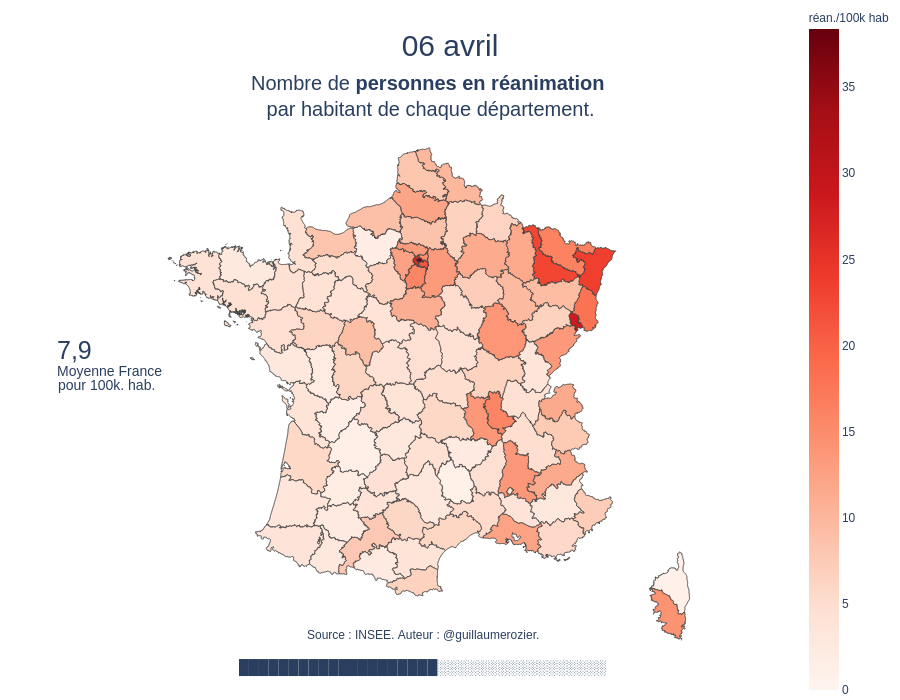 réan./100k hab
06 avril
Nombre de personnes en réanimation
par habitant de chaque département.
35
30
25
20
15
10
5
0
7,9
Moyenne France
pour 100k. hab.
Source : INSEE. Auteur : @guillaumerozier.